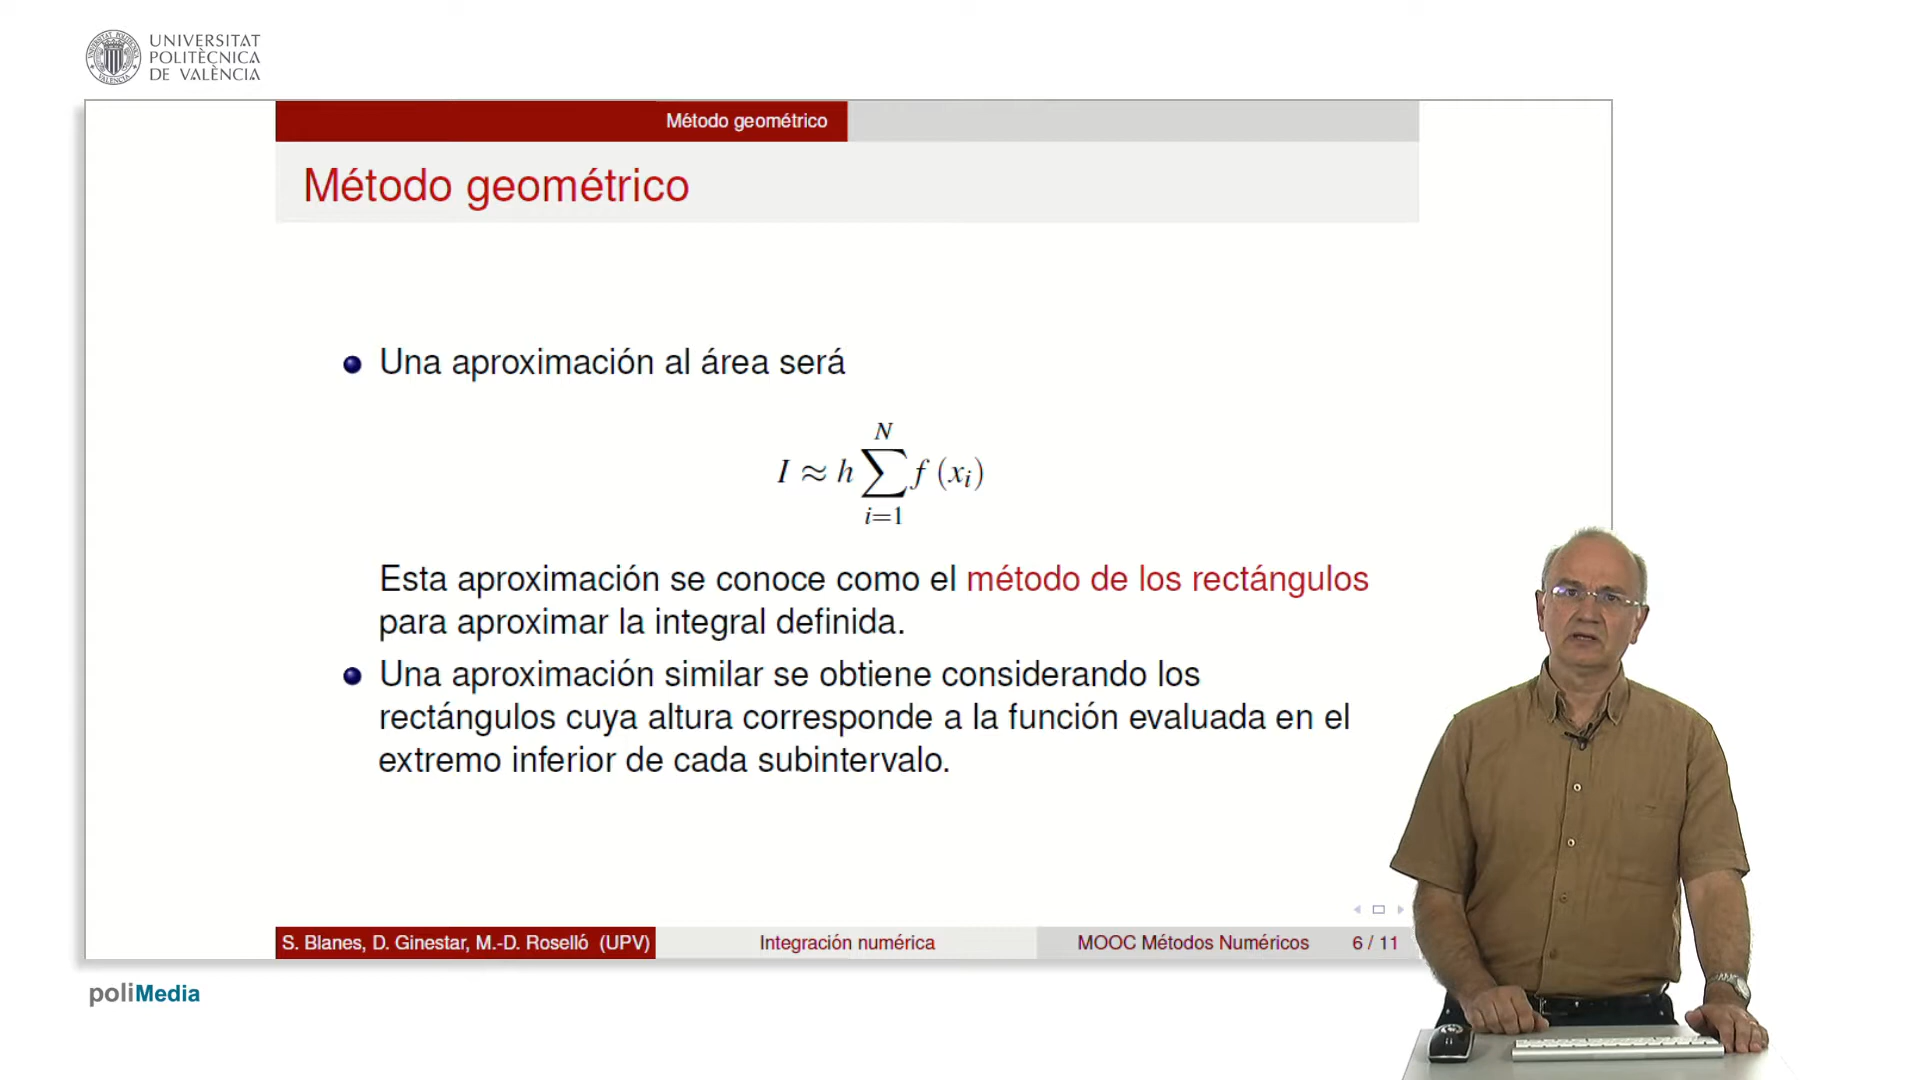 UNIVERSITAT
POLITÈCNICA
DE VALÈNCIA
Método geométrico
Método geométrico
Una aproximación al área será
I ≈ h ∑_{i=1}^{N} f (x_i)
Esta aproximación se conoce como el método de los rectángulos
para aproximar la integral definida.
Una aproximación similar se obtiene considerando los
rectángulos cuya altura corresponde a la función evaluada en el
extremo inferior de cada subintervalo.
S. Blanes, D. Ginestar, M.-D. Roselló (UPV) Integración numérica MOOC Métodos Numéricos 6 / 11
poliMedia